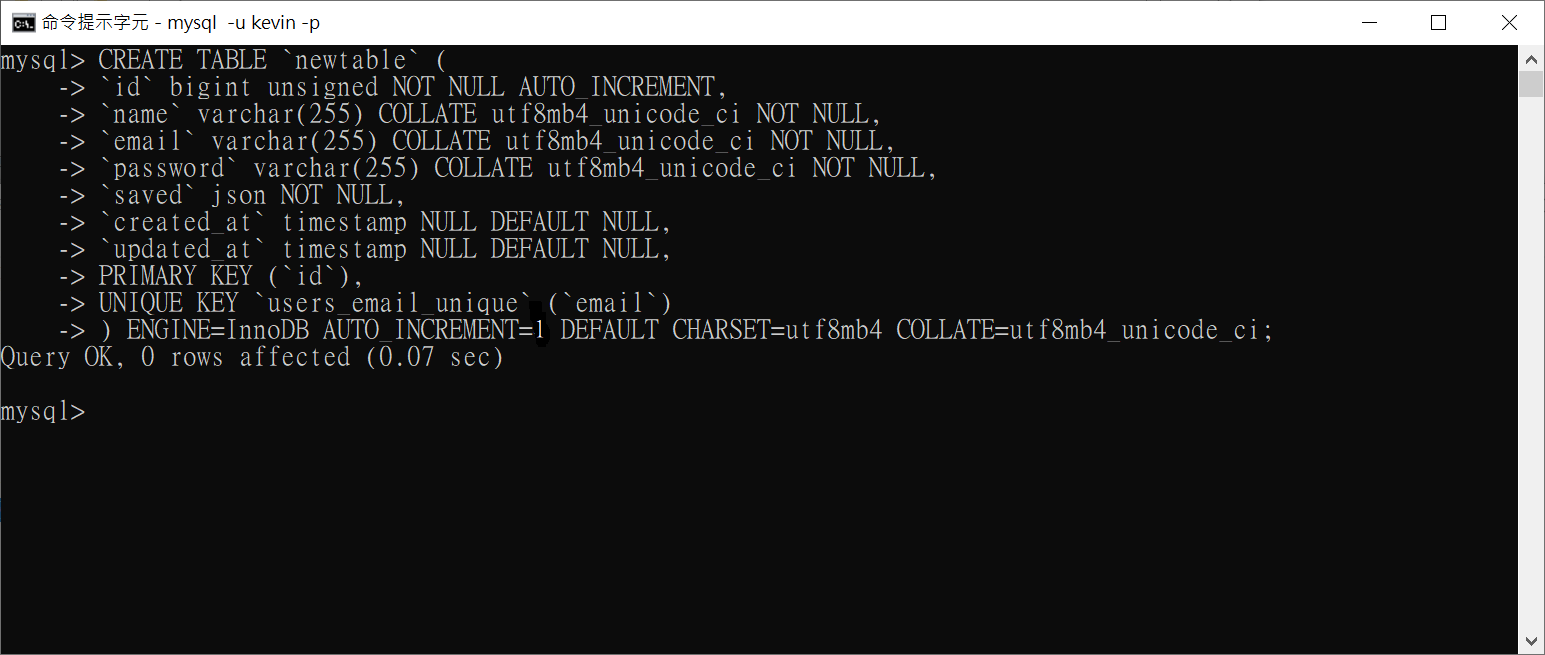 命令提示字元 - mysql  -u kevin -p
mysql> CREATE TABLE `newtable` (
    -> `id` bigint unsigned NOT NULL AUTO_INCREMENT,
    -> `name` varchar(255) COLLATE utf8mb4_unicode_ci NOT NULL,
    -> `email` varchar(255) COLLATE utf8mb4_unicode_ci NOT NULL,
    -> `password` varchar(255) COLLATE utf8mb4_unicode_ci NOT NULL,
    -> `saved` json NOT NULL,
    -> `created_at` timestamp NULL DEFAULT NULL,
    -> `updated_at` timestamp NULL DEFAULT NULL,
    -> PRIMARY KEY (`id`),
    -> UNIQUE KEY `users_email_unique` (`email`)
    -> ) ENGINE=InnoDB AUTO_INCREMENT=1 DEFAULT CHARSET=utf8mb4 COLLATE=utf8mb4_unicode_ci;
Query OK, 0 rows affected (0.07 sec)
mysql>